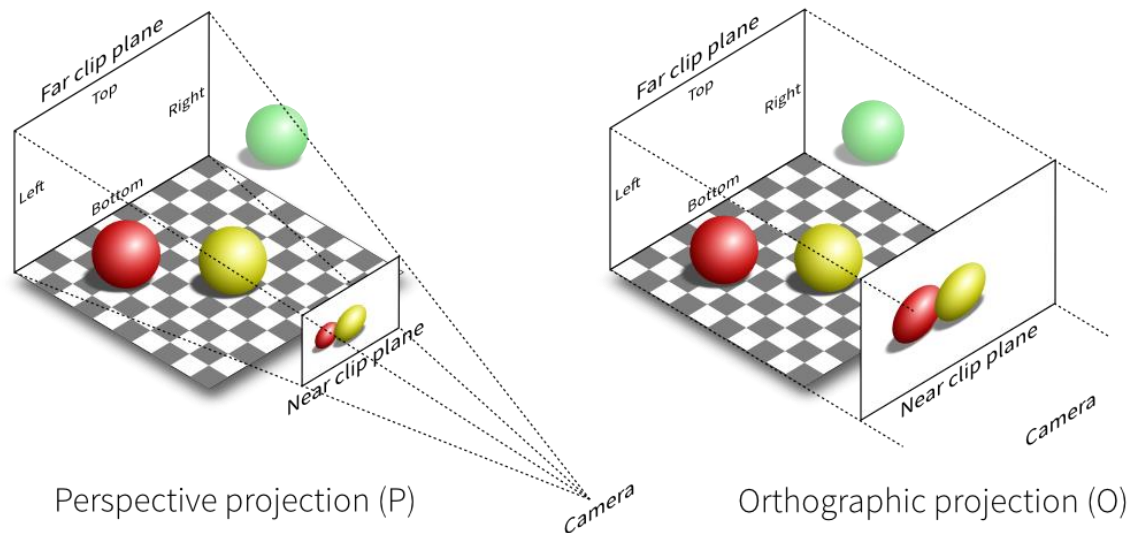 Far clip plane
Top
Right
Left
Bottom
Near clip plane
Camera
Perspective projection (P)
Far clip plane
Top
Right
Left
Bottom
Near clip plane
Camera
Orthographic projection (O)